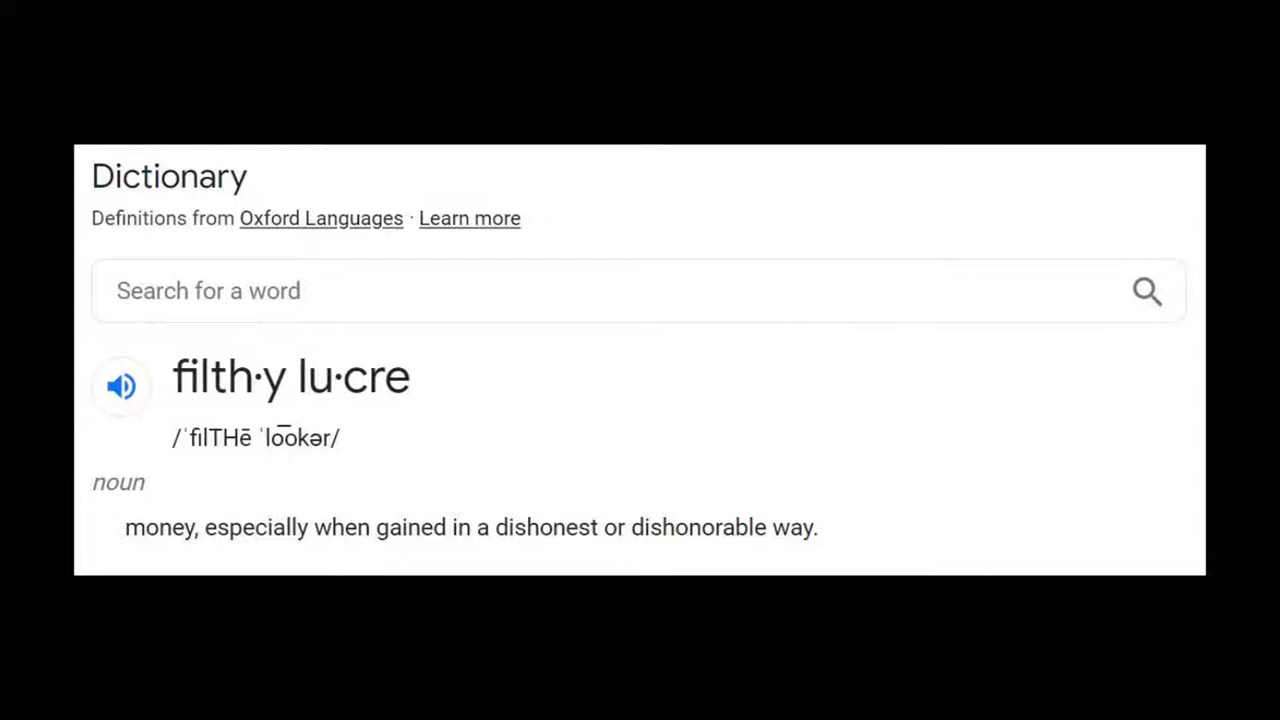 Dictionary
Definitions from Oxford Languages · Learn more
Search for a word
filth·y lu·cre
/ˈfilTHē ˈlo͞okər/
noun
money, especially when gained in a dishonest or dishonorable way.